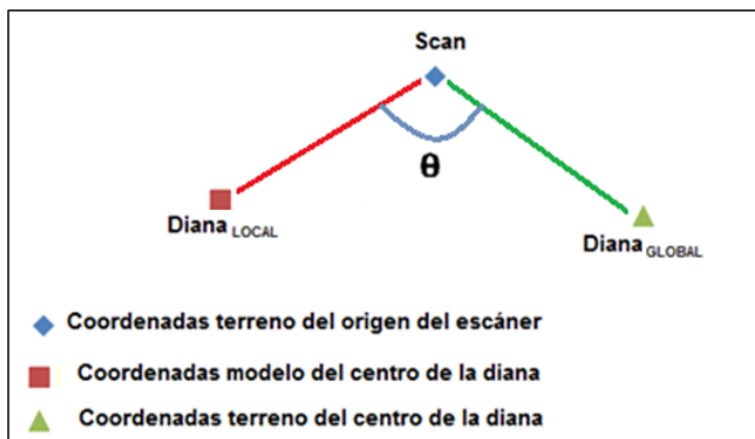 Scan
θ
Diana LOCAL
Diana GLOBAL
Coordenadas terreno del origen del escáner
Coordenadas modelo del centro de la diana
Coordenadas terreno del centro de la diana